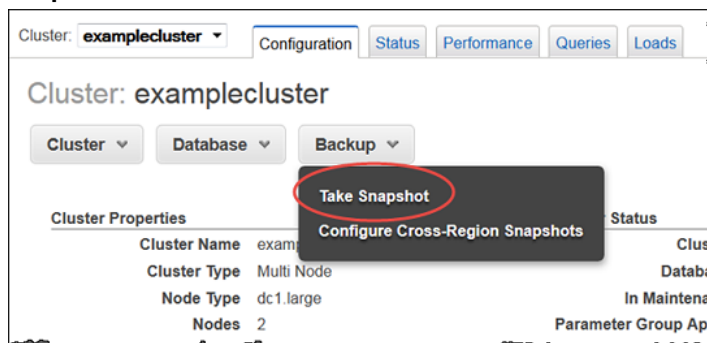 Cluster: examplecluster
Configuration Status Performance Queries Loads
Cluster: examplecluster
Cluster Database Backup
Take Snapshot
Configure Cross-Region Snapshots
Cluster Properties Status
Cluster Name examp
Clus
Cluster Type Multi Node
Databa
Node Type dc1.large
In Maintena
Nodes 2
Parameter Group Ap